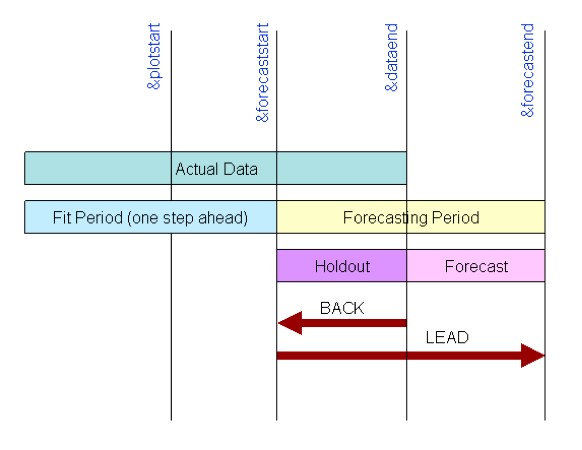 &plotstart
&forecaststart
&dataend
&forecastend
Actual Data
Fit Period (one step ahead)
Forecasting Period
Holdout
Forecast
BACK
LEAD